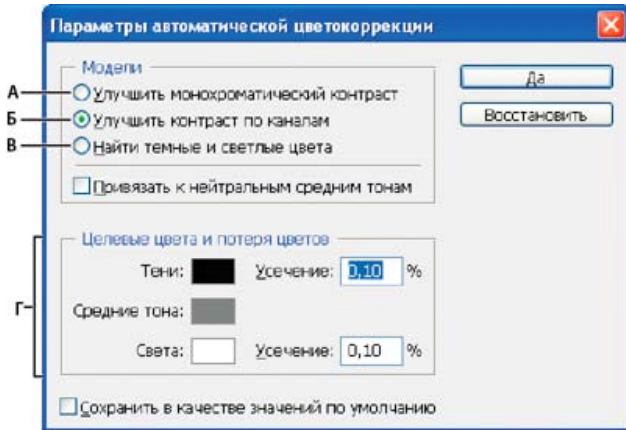 Параметры автоматической цветокоррекции
Модели
А
Улучшить монохроматический контраст
Б
Улучшить контраст по каналам
В
Найти темные и светлые цвета
Привязать к нейтральным средним тонам
Да
Восстановить
Г
Целевые цвета и потеря цветов
Тени: Усечение: 0,10 %
Средние тона:
Света: Усечение: 0,10 %
Сохранить в качестве значений по умолчанию